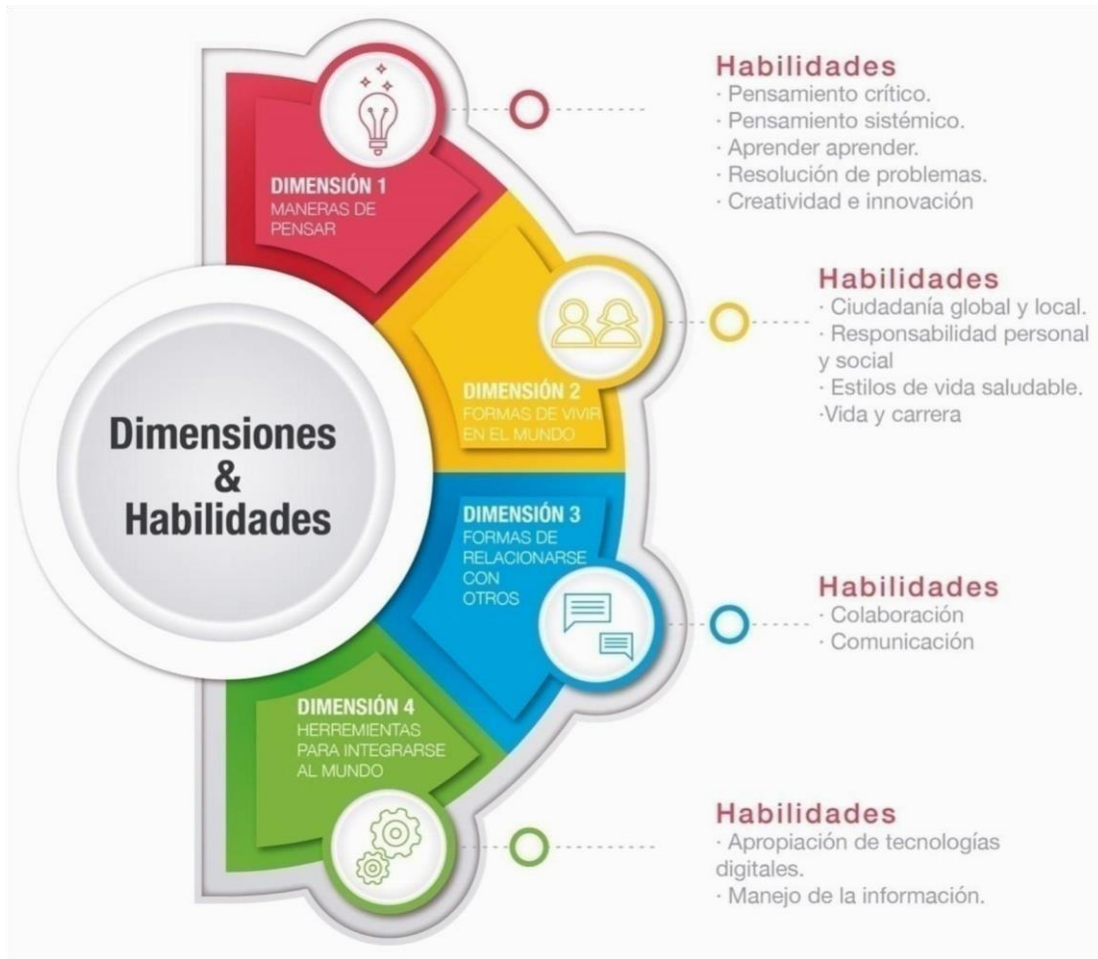 Dimensiones
&
Habilidades
DIMENSIÓN 1
MANERAS DE
PENSAR
Habilidades
· Pensamiento crítico.
· Pensamiento sistémico.
· Aprender aprender.
· Resolución de problemas.
· Creatividad e innovación
DIMENSIÓN 2
FORMAS DE VIVIR
EN EL MUNDO
Habilidades
· Ciudadanía global y local.
· Responsabilidad personal
y social
· Estilos de vida saludable.
·Vida y carrera
DIMENSIÓN 3
FORMAS DE
RELACIONARSE
CON
OTROS
Habilidades
· Colaboración
· Comunicación
DIMENSIÓN 4
HERREMIENTAS
PARA INTEGRARSE
AL MUNDO
Habilidades
· Apropiación de tecnologías
digitales.
· Manejo de la información.